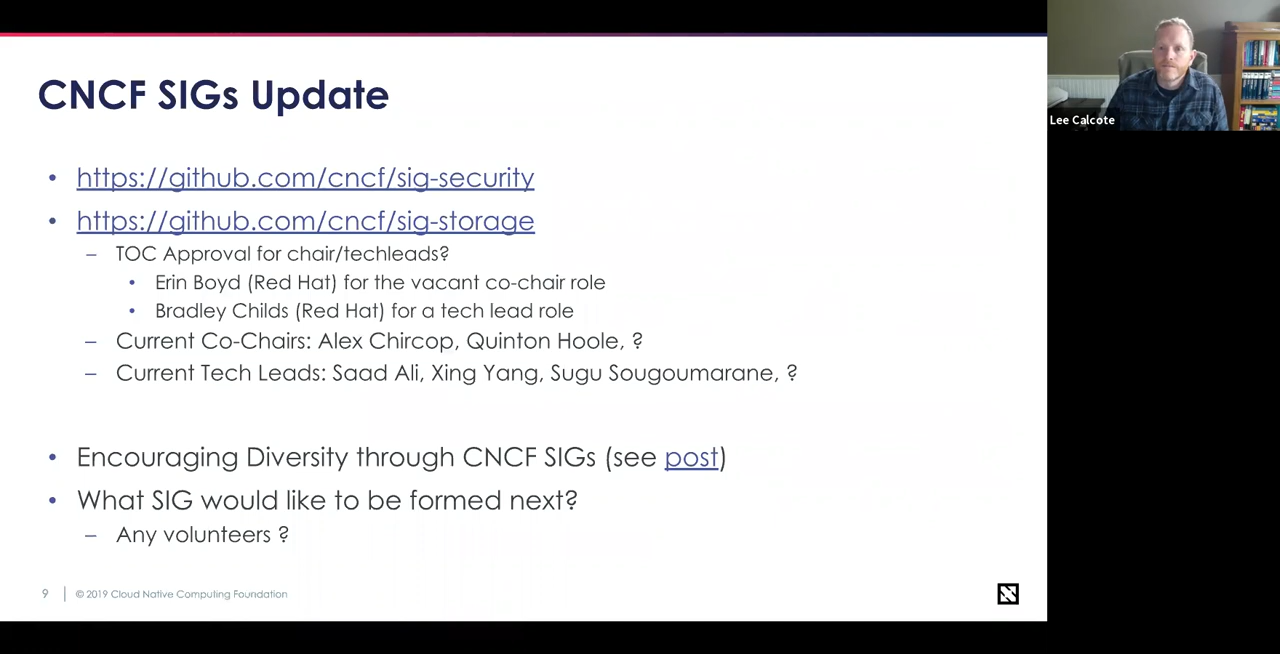 CNCF SIGs Update
• https://github.com/cncf/sig-security
• https://github.com/cncf/sig-storage
– TOC Approval for chair/techleads?
• Erin Boyd (Red Hat) for the vacant co-chair role
• Bradley Childs (Red Hat) for a tech lead role
– Current Co-Chairs: Alex Chircop, Quinton Hoole, ?
– Current Tech Leads: Saad Ali, Xing Yang, Sugu Sougoumarane, ?
• Encouraging Diversity through CNCF SIGs (see post)
• What SIG would like to be formed next?
– Any volunteers ?
9 | © 2019 Cloud Native Computing Foundation
Lee Calcote